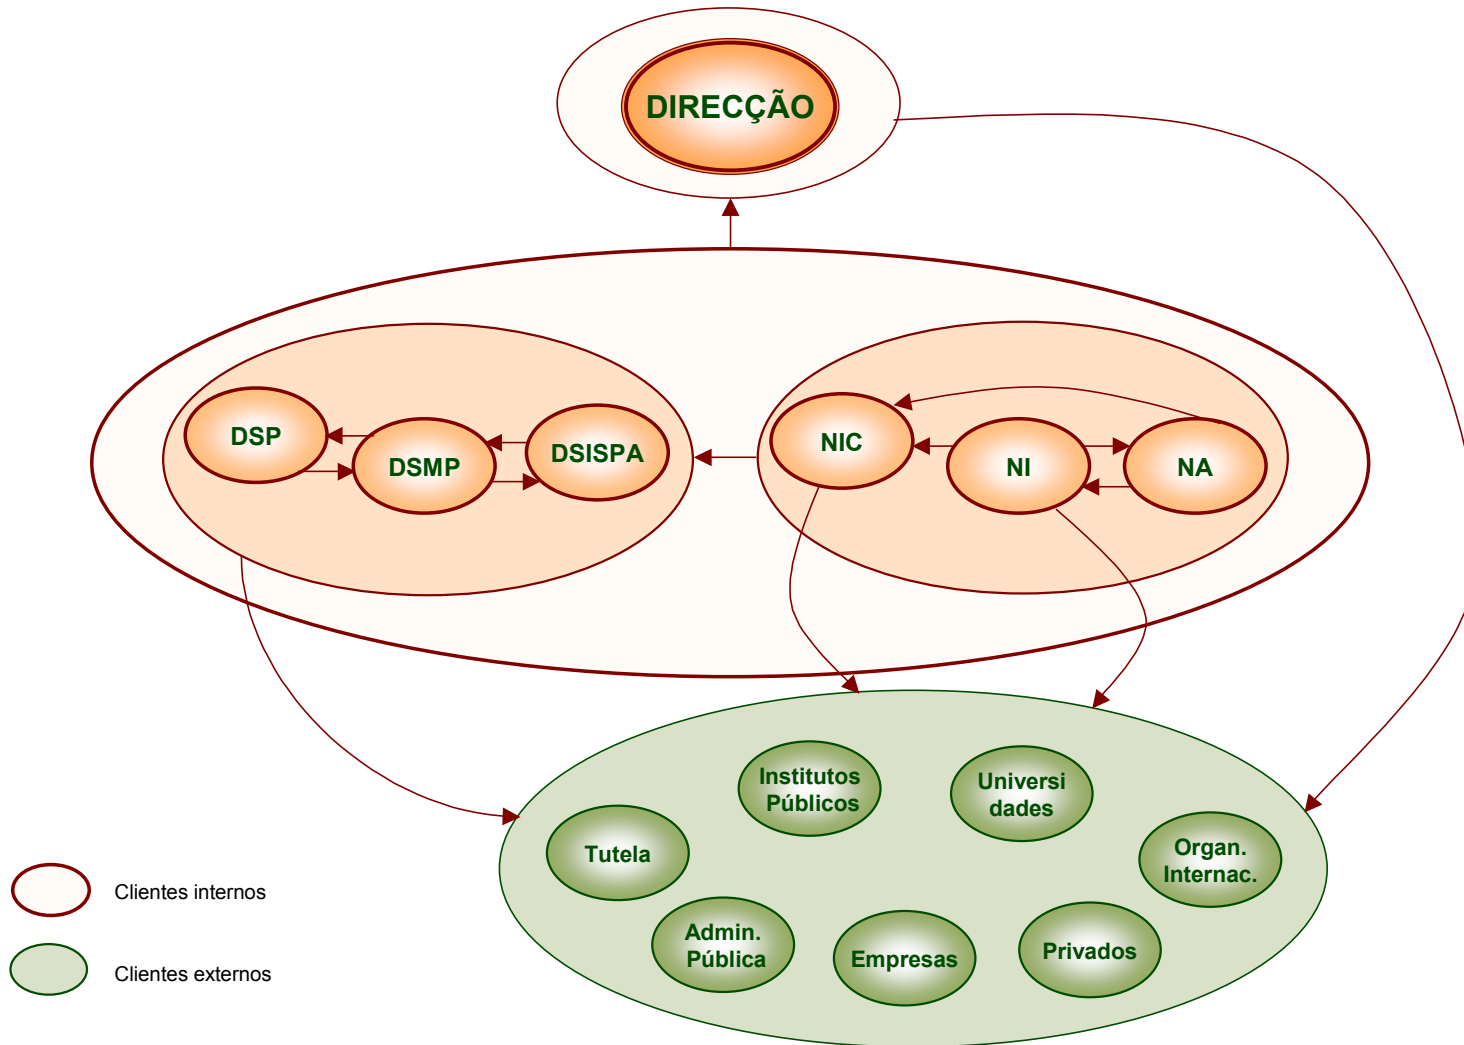 DIRECÇÃO
DSP
DSMP
DSISPA
NIC
NI
NA
Institutos
Públicos
Universi
dades
Tutela
Organ.
Internac.
Admin.
Pública
Empresas
Privados
Clientes internos
Clientes externos